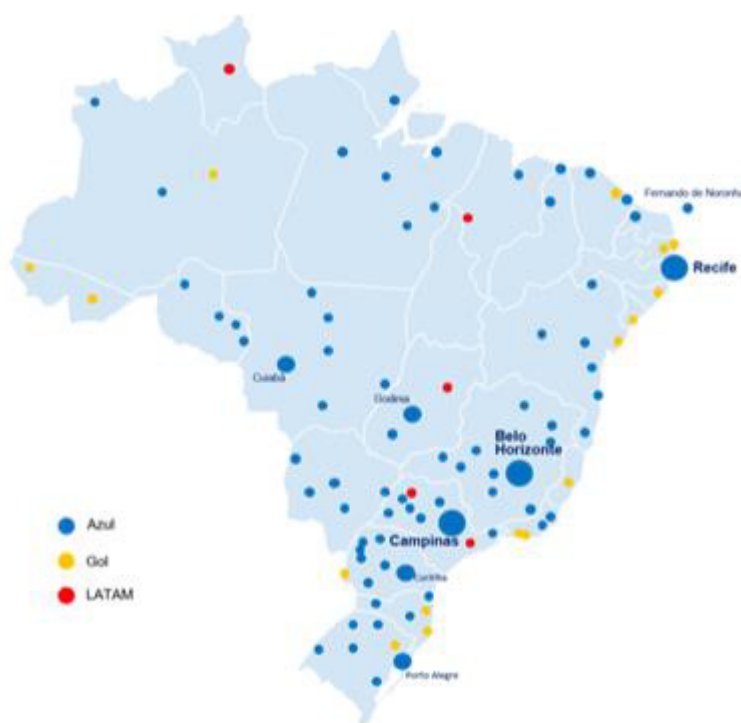 Fernando de Noronha
Recife
Cuiabá
Goiânia
Belo
Horizonte
Azul
Gol
LATAM
Campinas
Curitiba
Porto Alegre